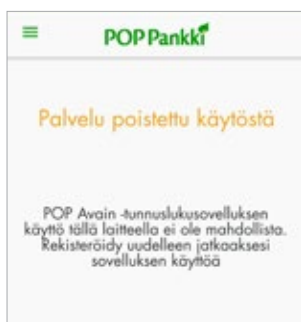 POP Pankki
Palvelu poistettu käytöstä
POP Avain -tunnuslukusovelluksen
käyttö tällä laitteella ei ole mahdollista.
Rekisteröidy uudelleen jatkaaksesi
sovelluksen käyttöä